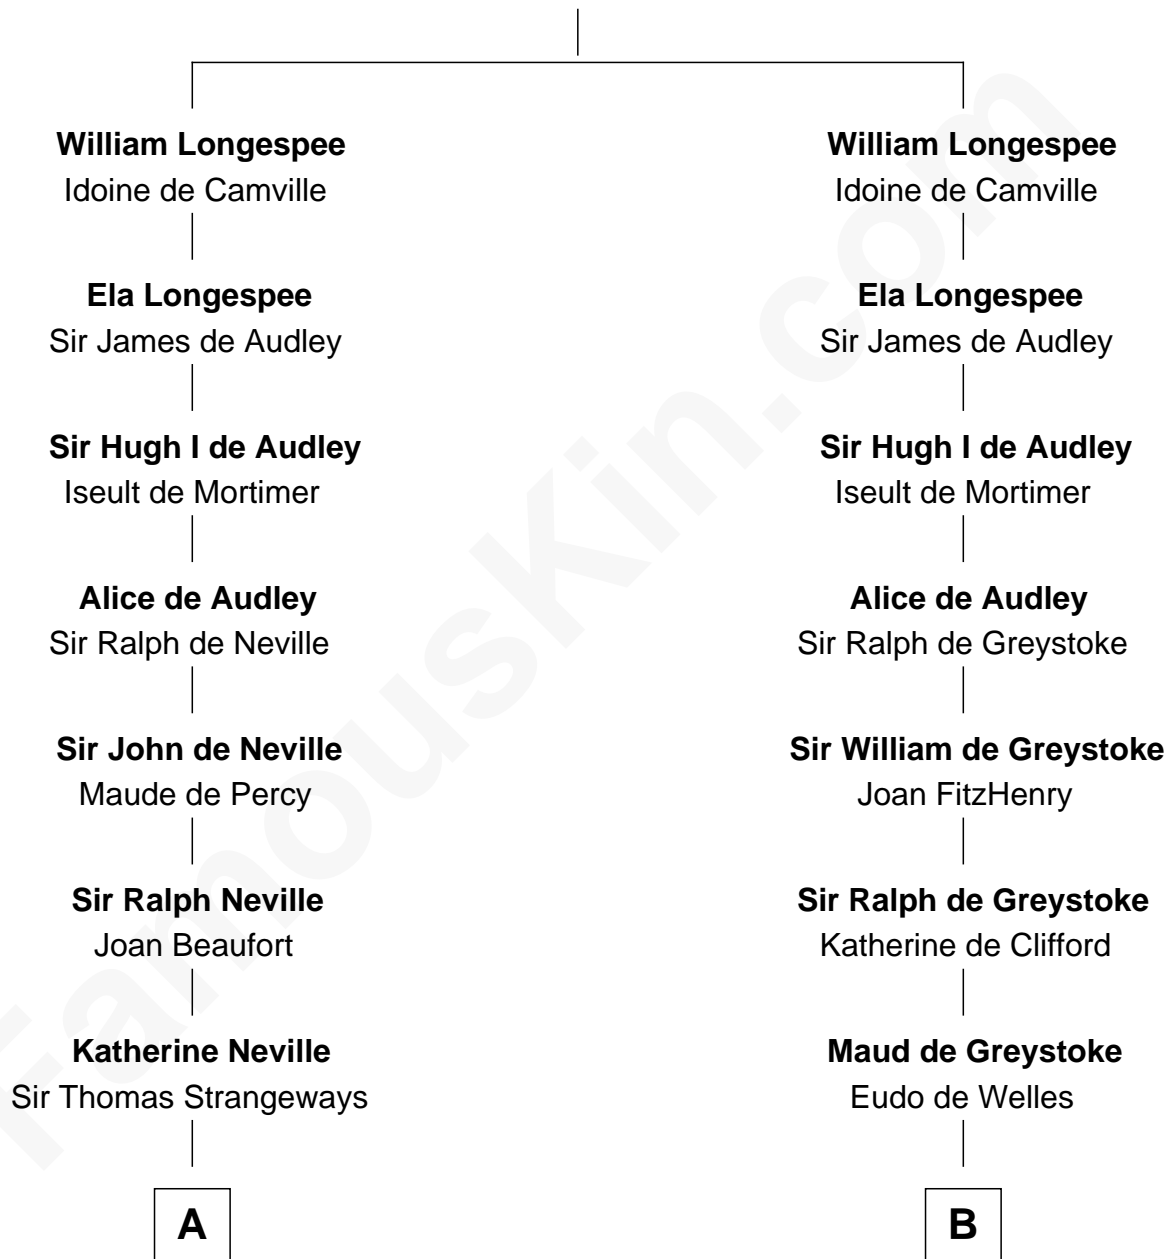 William Longespee
Idoine de Camville
Ela Longespee
Sir James de Audley
Sir Hugh I de Audley
Iseult de Mortimer
Alice de Audley
Sir Ralph de Neville
Sir John de Neville
Maude de Percy
Sir Ralph Neville
Joan Beaufort
Katherine Neville
Sir Thomas Strangeways
A
William Longespee
Idoine de Camville
Ela Longespee
Sir James de Audley
Sir Hugh I de Audley
Iseult de Mortimer
Alice de Audley
Sir Ralph de Greystoke
Sir William de Greystoke
Joan FitzHenry
Sir Ralph de Greystoke
Katherine de Clifford
Maud de Greystoke
Eudo de Welles
B
FamousKin.com